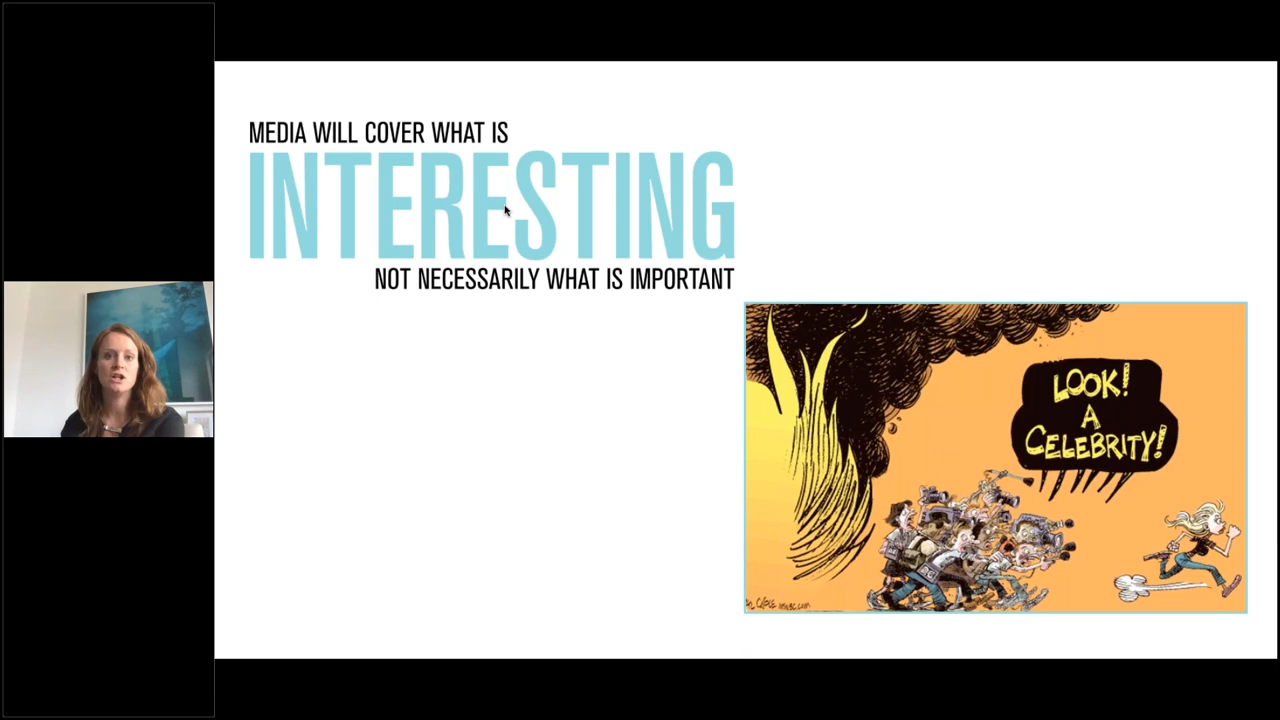 MEDIA WILL COVER WHAT IS
INTERESTING
NOT NECESSARILY WHAT IS IMPORTANT
LOOK!
A
CELEBRITY!